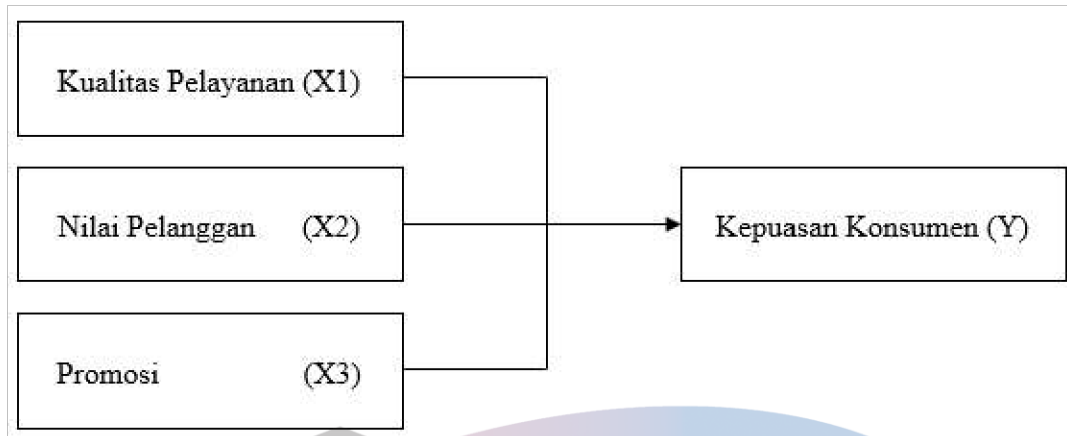 Kualitas Pelayanan (X1)
Nilai Pelanggan (X2)
Promosi (X3)
Kepuasan Konsumen (Y)